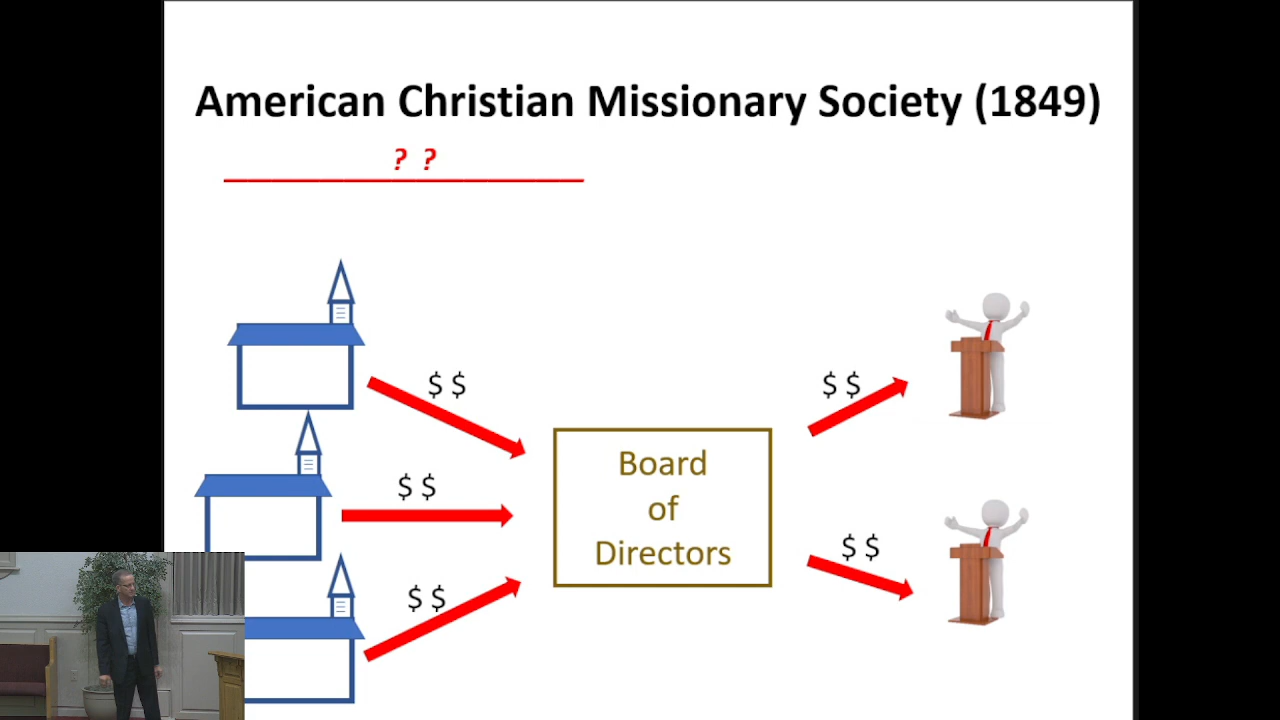 American Christian Missionary Society (1849)
? ?
$ $
$ $
$ $
Board
of
Directors
$ $
$ $